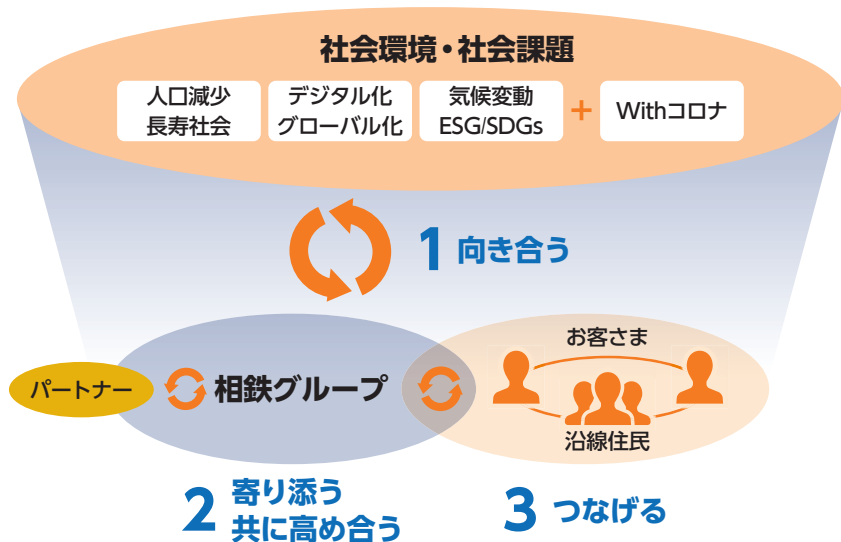 社会環境・社会課題
人口減少
長寿社会
デジタル化
グローバル化
気候変動
ESG/SDGs
+
Withコロナ
1 向き合う
パートナー
相鉄グループ
お客さま
沿線住民
2 寄り添う
共に高め合う
3 つなげる